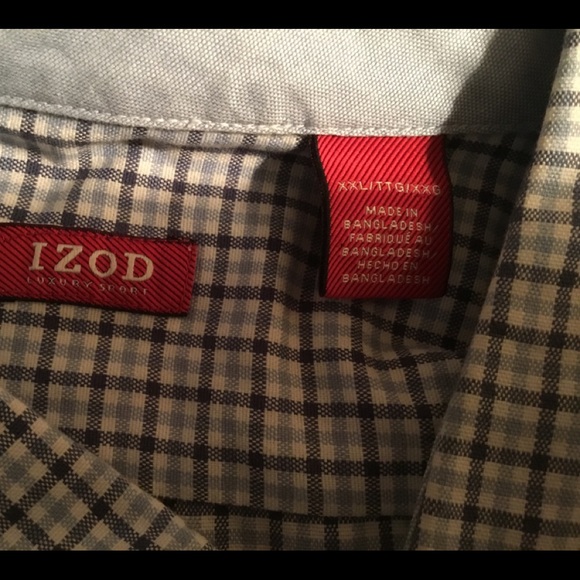 IZOD
LUXURY SPORT
XXL/TTG/XXG
MADE IN
BANGLADESH
FABRIQUÉ AU
BANGLADESH
HECHO EN
BANGLADESH